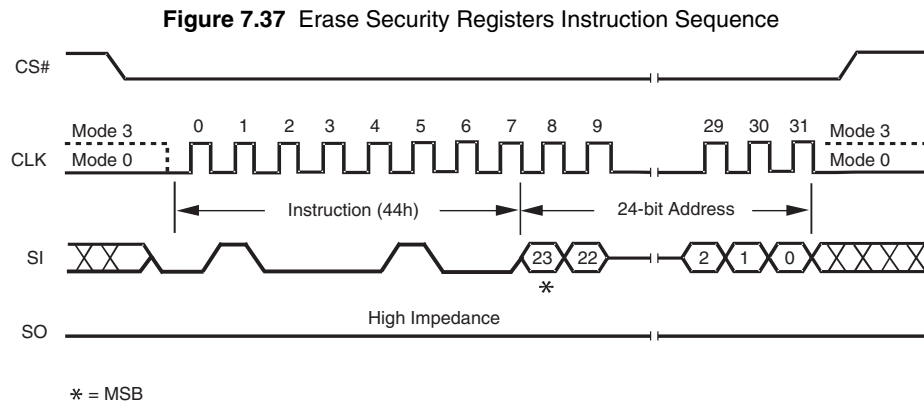 Figure 7.37 Erase Security Registers Instruction Sequence
CS#
Mode 3
0 1 2 3 4 5 6 7 8 9 29 30 31
Mode 3
CLK
Mode 0
Mode 0
Instruction (44h)
24-bit Address
SI
23 22 2 1 0
*
High Impedance
SO
* = MSB